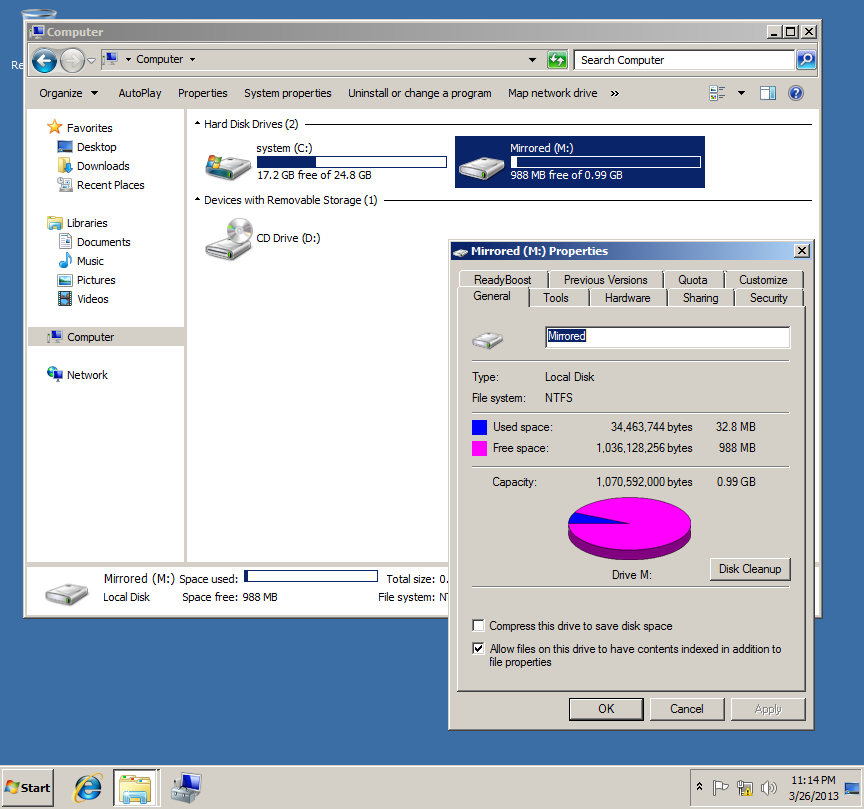 Re
Computer
Computer
Search Computer
Organize AutoPlay Properties System properties Uninstall or change a program Map network drive »
Favorites
Desktop
Downloads
Recent Places
Libraries
Documents
Music
Pictures
Videos
Computer
Network
Hard Disk Drives (2)
system (C:)
17.2 GB free of 24.8 GB
Mirrored (M:)
988 MB free of 0.99 GB
Devices with Removable Storage (1)
CD Drive (D:)
Mirrored (M:) Space used: Total size: 0.
Local Disk Space free: 988 MB File system: NT
Mirrored (M:) Properties
ReadyBoost Previous Versions Quota Customize
General Tools Hardware Sharing Security
Mirrored
Type: Local Disk
File system: NTFS
Used space: 34,463,744 bytes 32.8 MB
Free space: 1,036,128,256 bytes 988 MB
Capacity: 1,070,592,000 bytes 0.99 GB
Drive M:
Disk Cleanup
Compress this drive to save disk space
Allow files on this drive to have contents indexed in addition to
file properties
OK Cancel Apply
Start
11:14 PM
3/26/2013